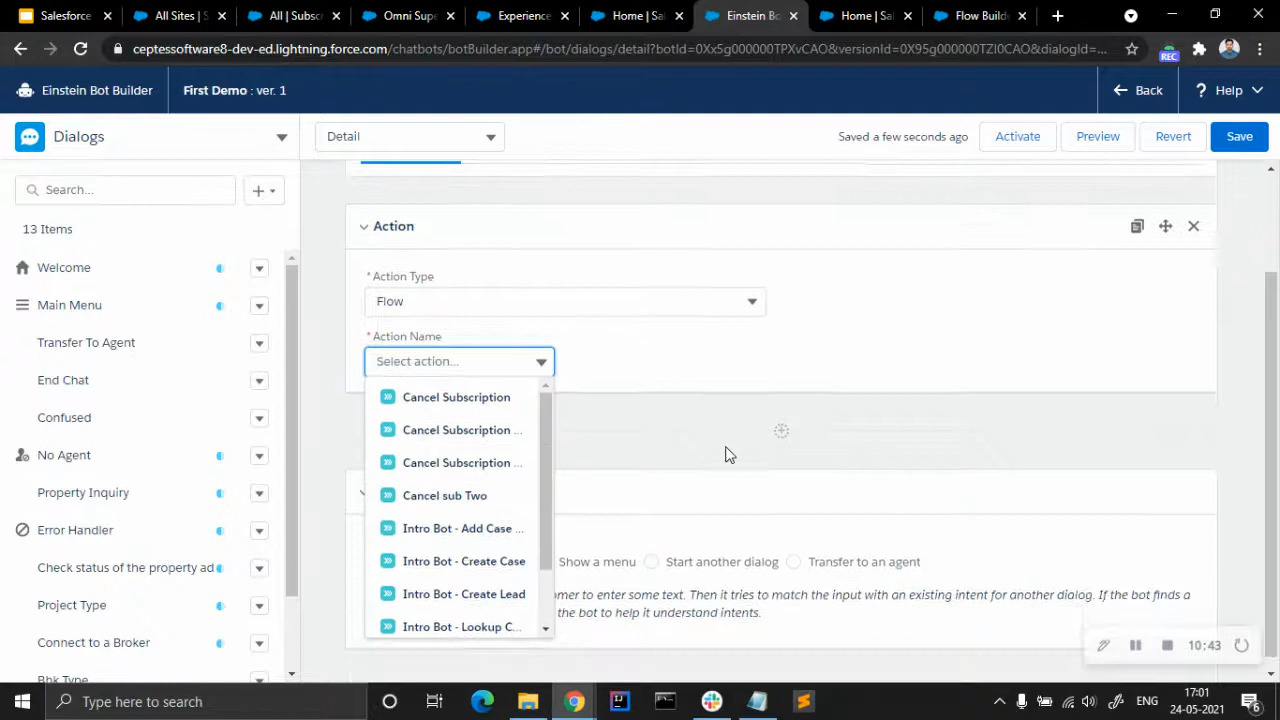 Salesforce
All Sites | S
All | Subsc
Omni Supe
Experience
Home | Sal
Einstein Bo
Home | Sal
Flow Build
ceptessoftware8-dev-ed.lightning.force.com/chatbots/botBuilder.app#/bot/dialogs/detail?botId=0Xx5g000000TPXvCAO&versionId=0X95g000000TZl0CAO&dialogId=...
REC
Einstein Bot Builder
First Demo : ver. 1
Back
? Help
Dialogs
Detail
Saved a few seconds ago
Activate
Preview
Revert
Save
Search...
13 Items
Welcome
Main Menu
Transfer To Agent
End Chat
Confused
No Agent
Property Inquiry
Error Handler
Check status of the property ad
Project Type
Connect to a Broker
Bhk Type
Action
* Action Type
Flow
* Action Name
Select action...
Cancel Subscription
Cancel Subscription ...
Cancel Subscription ...
Cancel sub Two
Intro Bot - Add Case ...
Intro Bot - Create Case
Intro Bot - Create Lead
Intro Bot - Lookup C...
Show a menu
Start another dialog
Transfer to an agent
omer to enter some text. Then it tries to match the input with an existing intent for another dialog. If the bot finds a
the bot to help it understand intents.
10:43
Type here to search
ENG
17:01
24-05-2021
6